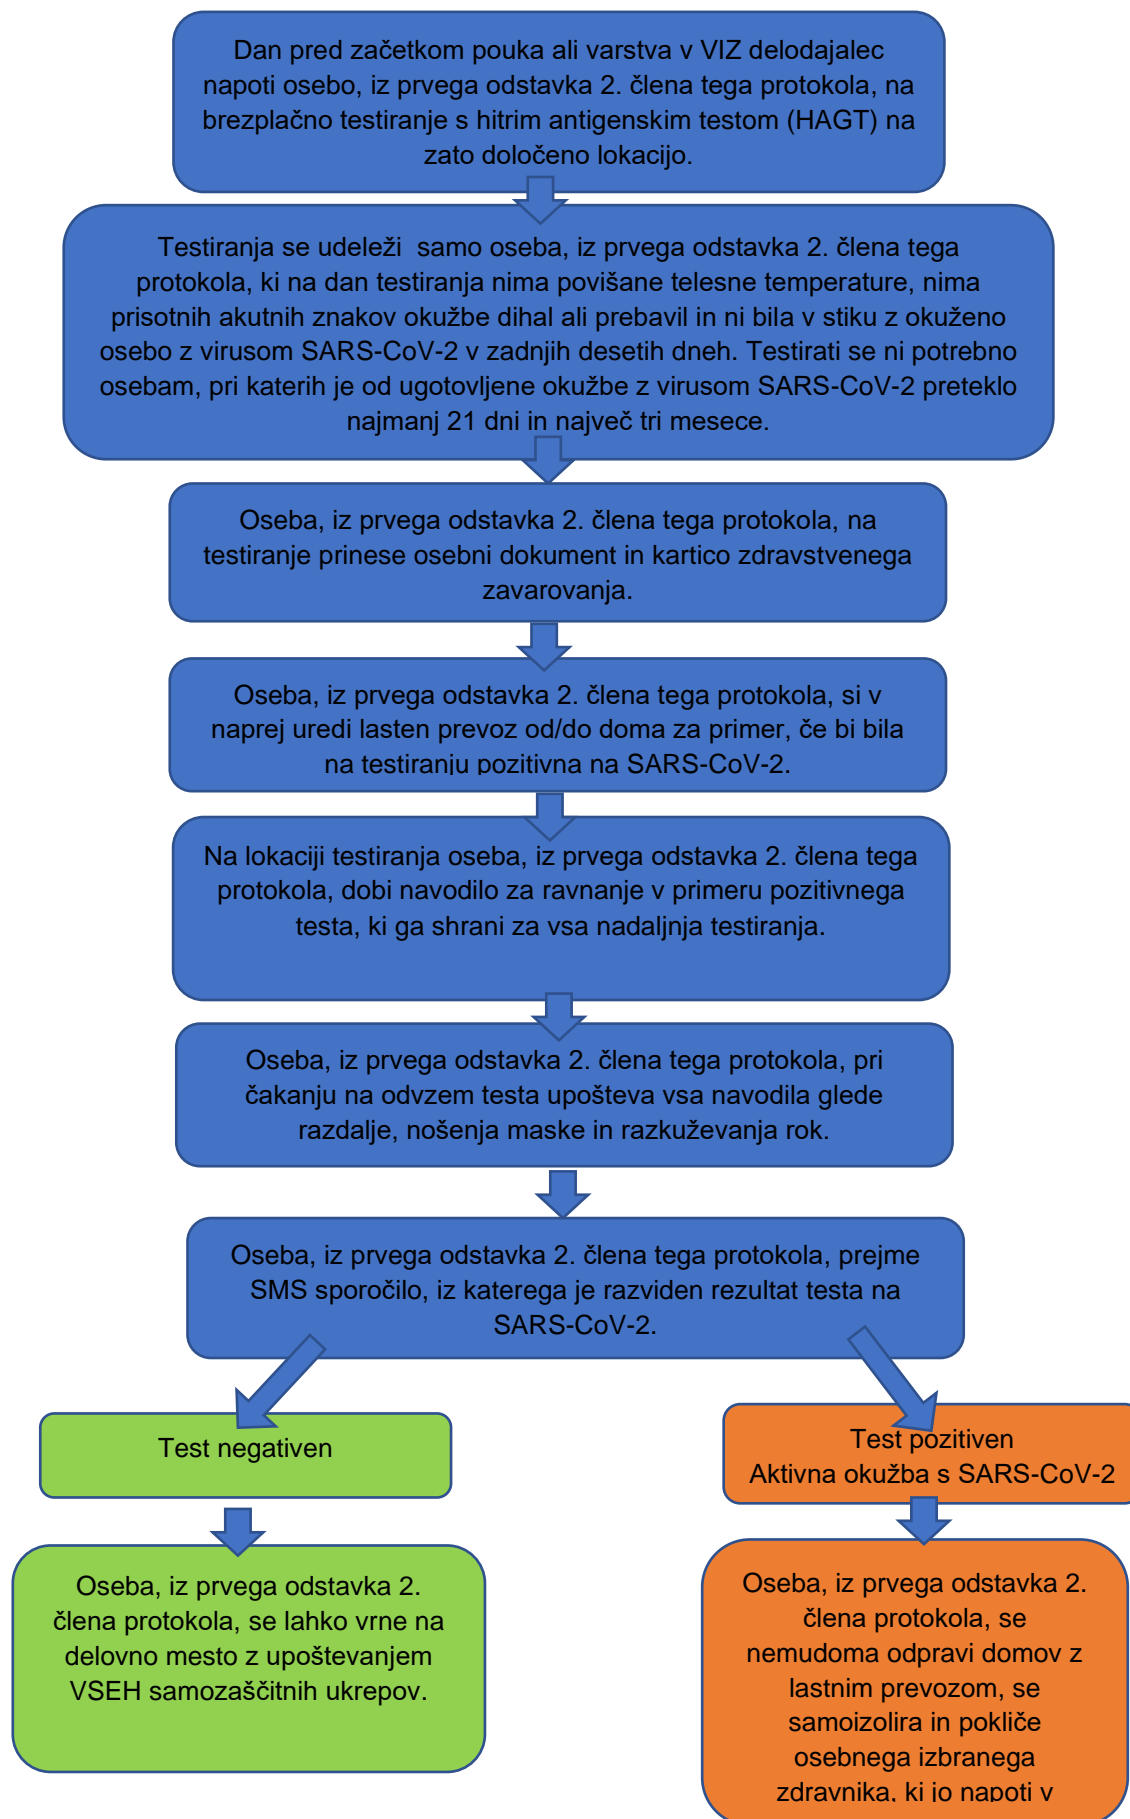 Dan pred začetkom pouka ali varstva v VIZ delodajalec
napoti osebo, iz prvega odstavka 2. člena tega protokola, na
brezplačno testiranje s hitrim antigenskim testom (HAGT) na
zato določeno lokacijo.
Testiranja se udeleži samo oseba, iz prvega odstavka 2. člena tega
protokola, ki na dan testiranja nima povišane telesne temperature, nima
prisotnih akutnih znakov okužbe dihal ali prebavil in ni bila v stiku z okuženo
osebo z virusom SARS-CoV-2 v zadnjih desetih dneh. Testirati se ni potrebno
osebam, pri katerih je od ugotovljene okužbe z virusom SARS-CoV-2 preteklo
najmanj 21 dni in največ tri mesece.
Oseba, iz prvega odstavka 2. člena tega protokola, na
testiranje prinese osebni dokument in kartico zdravstvenega
zavarovanja.
Oseba, iz prvega odstavka 2. člena tega protokola, si v
naprej uredi lasten prevoz od/do doma za primer, če bi bila
na testiranju pozitivna na SARS-CoV-2.
Na lokaciji testiranja oseba, iz prvega odstavka 2. člena tega
protokola, dobi navodilo za ravnanje v primeru pozitivnega
testa, ki ga shrani za vsa nadaljnja testiranja.
Oseba, iz prvega odstavka 2. člena tega protokola, pri
čakanju na odvzem testa upošteva vsa navodila glede
razdalje, nošenja maske in razkuževanja rok.
Oseba, iz prvega odstavka 2. člena tega protokola, prejme
SMS sporočilo, iz katerega je razviden rezultat testa na
SARS-CoV-2.
Test negativen
Test pozitiven
Aktivna okužba s SARS-CoV-2
Oseba, iz prvega odstavka 2.
člena protokola, se lahko vrne na
delovno mesto z upoštevanjem
VSEH samozaščitnih ukrepov.
Oseba, iz prvega odstavka 2.
člena protokola, se
nemudoma odpravi domov z
lastnim prevozom, se
samoizolira in pokliče
osebnega izbranega
zdravnika, ki jo napoti v